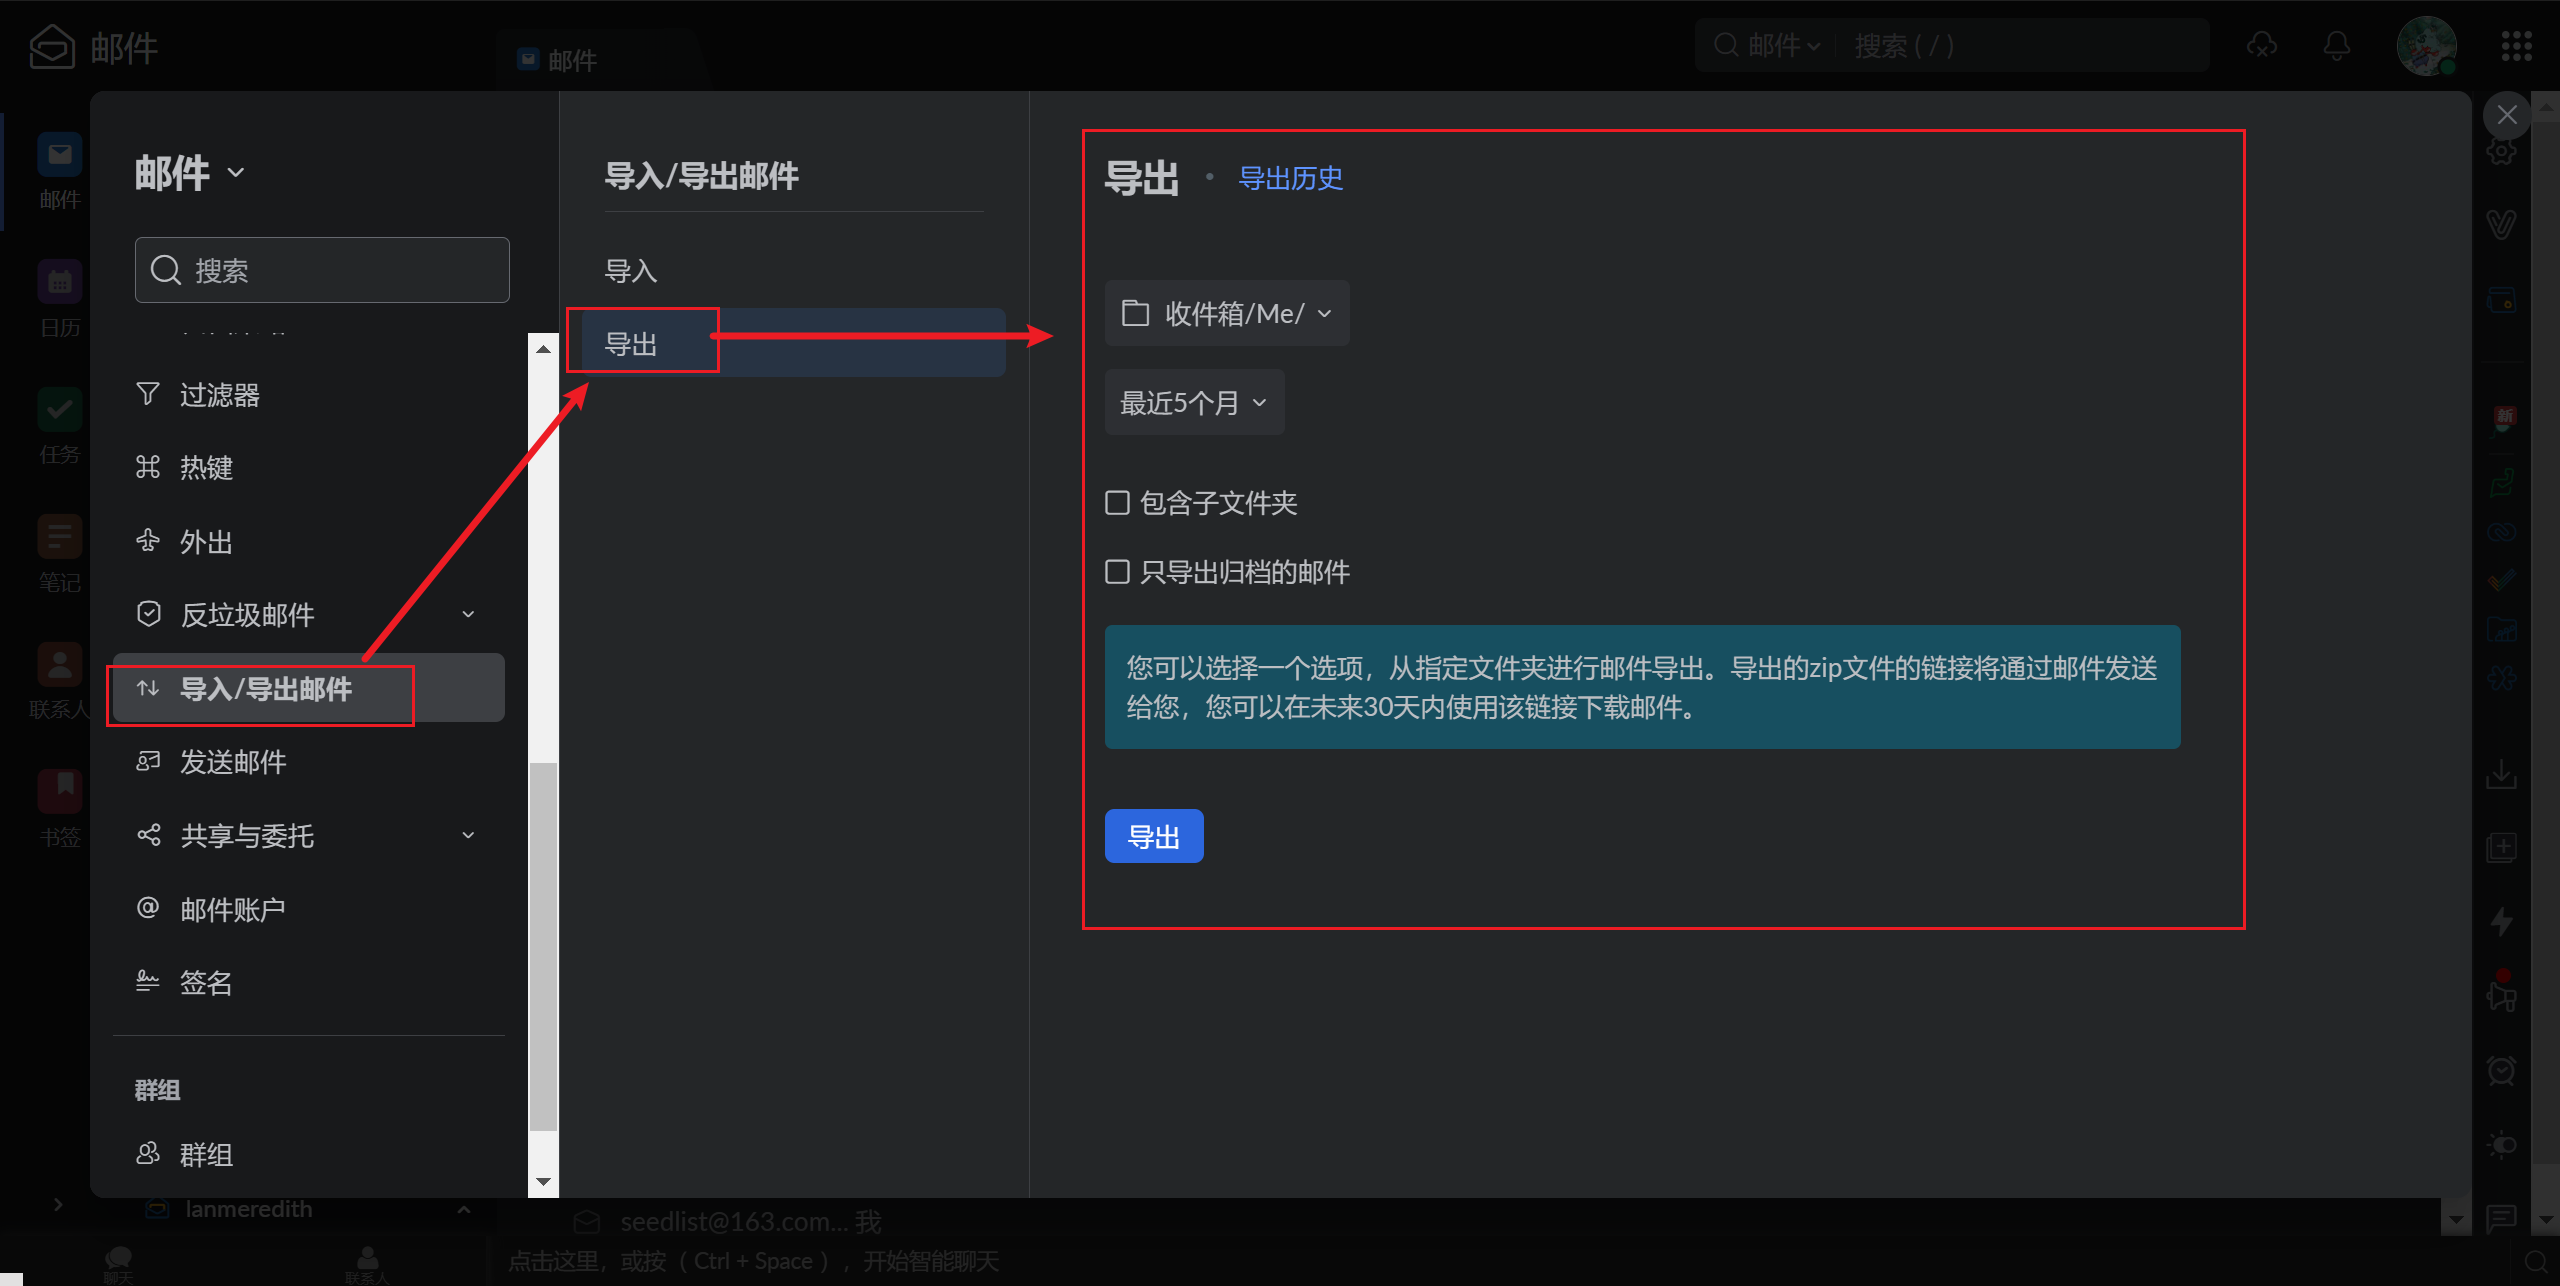 邮件
邮件
邮件
搜索 ( / )
邮件
日历
任务
笔记
联系人
书签
邮件
搜索
过滤器
热键
外出
反垃圾邮件
导入/导出邮件
发送邮件
共享与委托
邮件账户
签名
群组
群组
导入/导出邮件
导入
导出
导出
导出历史
收件箱/Me/
最近5个月
包含子文件夹
只导出归档的邮件
您可以选择一个选项，从指定文件夹进行邮件导出。导出的zip文件的链接将通过邮件发送
给您，您可以在未来30天内使用该链接下载邮件。
导出
新
lanmeredith
seedlist@163.com... 我
聊天
联系人
点击这里，或按（ Ctrl + Space ），开始智能聊天